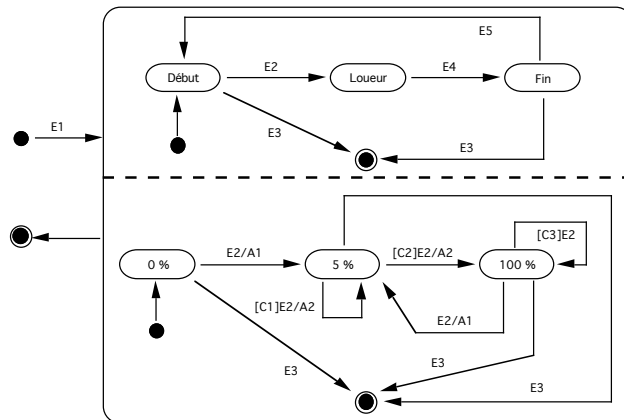 E5
E2
E4
Début
Loueur
Fin
E1
E3
E3
[C3]E2
E2/A1
[C2]E2/A2
0 %
5 %
100 %
[C1]E2/A2
E2/A1
E3
E3
E3